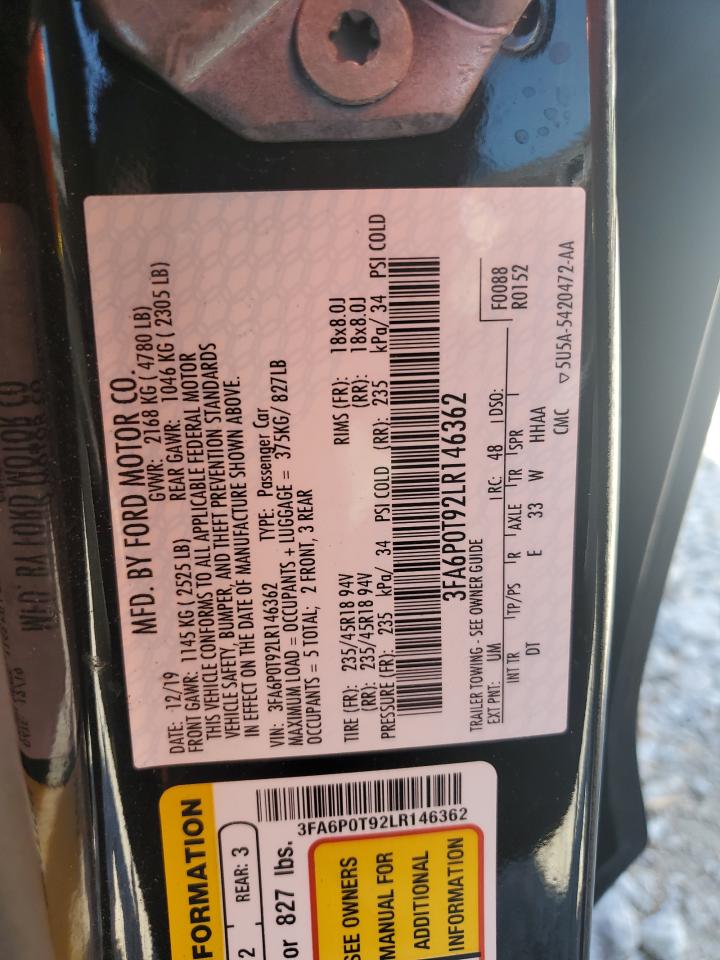 MFD. BY FORD MOTOR CO.
DATE: 12/19 GVWR: 2168 KG ( 4780 LB)
FRONT GAWR: 1145 KG ( 2525 LB) REAR GAWR: 1046 KG ( 2305 LB)
THIS VEHICLE CONFORMS TO ALL APPLICABLE FEDERAL MOTOR
VEHICLE SAFETY, BUMPER, AND THEFT PREVENTION STANDARDS
IN EFFECT ON THE DATE OF MANUFACTURE SHOWN ABOVE.
VIN: 3FA6P0T92LR146362 TYPE: Passenger Car
MAXIMUM LOAD = OCCUPANTS + LUGGAGE = 375KG/ 827LB
OCCUPANTS = 5 TOTAL; 2 FRONT, 3 REAR
TIRE (FR): 235/45R18 94V RIMS (FR): 18x8.0J
(RR): 235/45R18 94V (RR): 18x8.0J
PRESSURE (FR): 235 kPa/ 34 PSI COLD (RR): 235 kPa/ 34 PSI COLD
3FA6P0T92LR146362
TRAILER TOWING - SEE OWNER GUIDE
F0088
R0152
EXT PNT: UM RC: 48 DSO:
INT TR TP/PS R AXLE TR SPR
DT E 33 W HHAA
CMC ▽5U5A-5420472-AA
FORMATION
2 REAR: 3
or 827 lbs.
3FA6P0T92LR146362
SEE OWNERS
MANUAL FOR
ADDITIONAL
INFORMATION